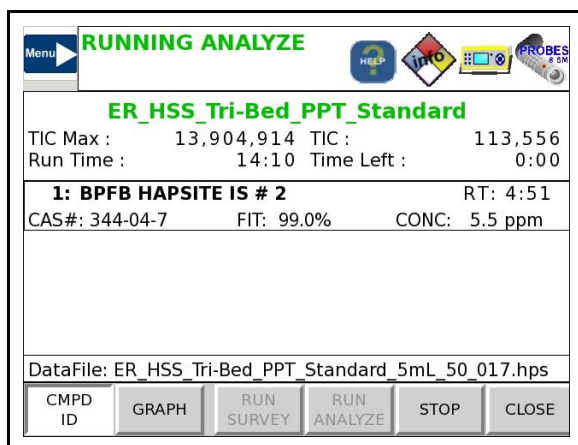 Menu
RUNNING ANALYZE
HELP
info
PROBES
& SM
ER_HSS_Tri-Bed_PPT_Standard
TIC Max : 13,904,914 TIC : 113,556
Run Time : 14:10 Time Left : 0:00
1: BPFB HAPSITE IS # 2 RT: 4:51
CAS#: 344-04-7 FIT: 99.0% CONC: 5.5 ppm
DataFile: ER_HSS_Tri-Bed_PPT_Standard_5mL_50_017.hps
CMPD
ID
GRAPH
RUN
SURVEY
RUN
ANALYZE
STOP
CLOSE